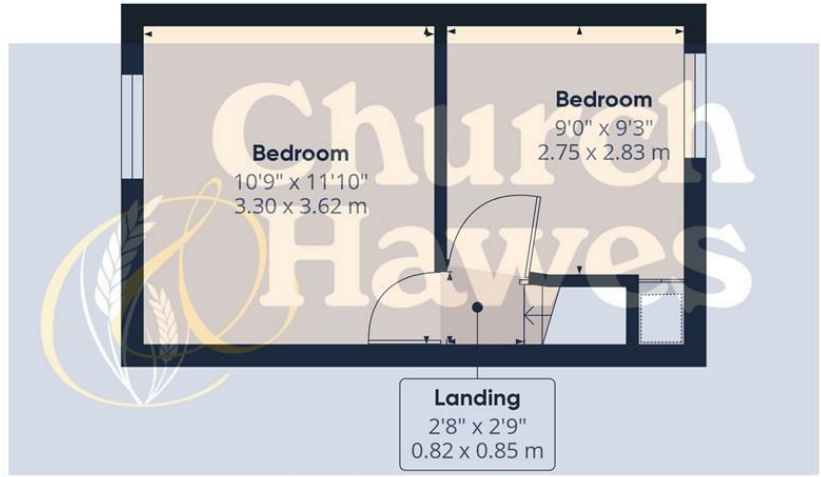 Church
& Hawes
Bedroom
10'9" x 11'10"
3.30 x 3.62 m
Bedroom
9'0" x 9'3"
2.75 x 2.83 m
Landing
2'8" x 2'9"
0.82 x 0.85 m